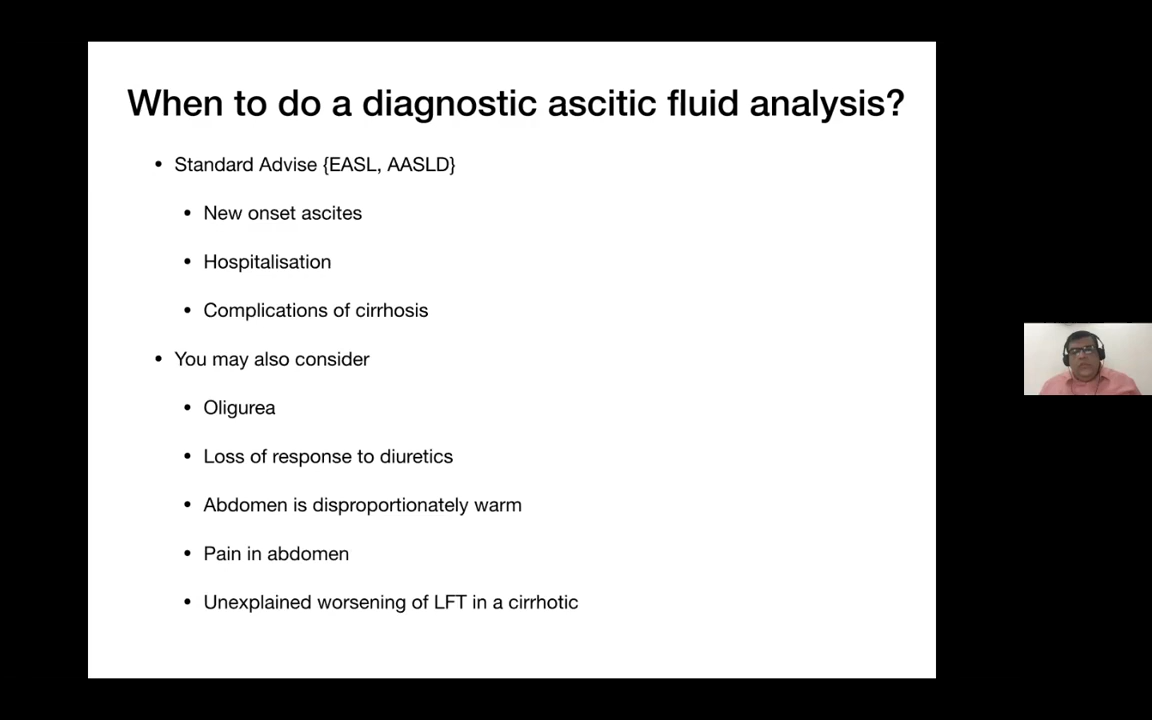 When to do a diagnostic ascitic fluid analysis?
• Standard Advise {EASL, AASLD}
• New onset ascites
• Hospitalisation
• Complications of cirrhosis
• You may also consider
• Oligurea
• Loss of response to diuretics
• Abdomen is disproportionately warm
• Pain in abdomen
• Unexplained worsening of LFT in a cirrhotic